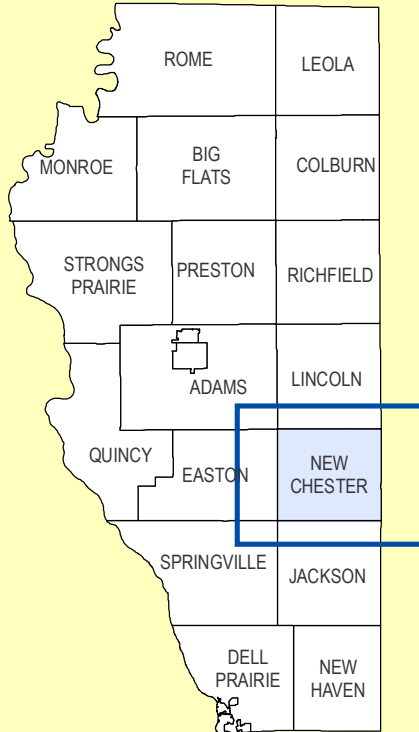 ROME
LEOLA
MONROE
BIG
FLATS
COLBURN
STRONGS
PRAIRIE
PRESTON
RICHFIELD
ADAMS
LINCOLN
QUINCY
EASTON
NEW
CHESTER
SPRINGVILLE
JACKSON
DELL
PRAIRIE
NEW
HAVEN